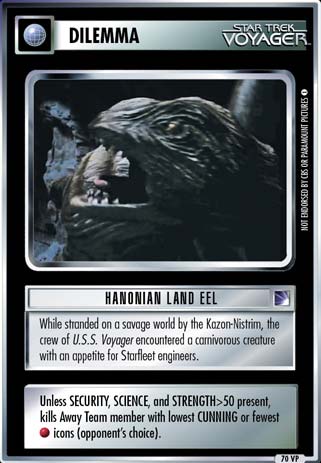 DILEMMA
STAR TREK
VOYAGER
NOT ENDORSED BY CBS OR PARAMOUNT PICTURES
HANONIAN LAND EEL
While stranded on a savage world by the Kazon-Nistrim, the
crew of U.S.S. Voyager encountered a carnivorous creature
with an appetite for Starfleet engineers.
Unless SECURITY, SCIENCE, and STRENGTH>50 present,
kills Away Team member with lowest CUNNING or fewest
icons (opponent's choice).
70 VP